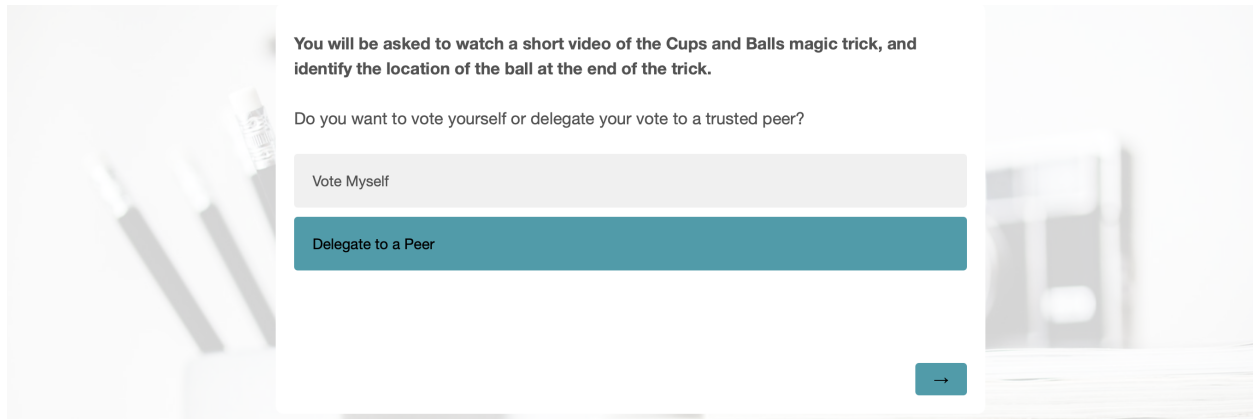 You will be asked to watch a short video of the Cups and Balls magic trick, and
identify the location of the ball at the end of the trick.
Do you want to vote yourself or delegate your vote to a trusted peer?
Vote Myself
Delegate to a Peer
→